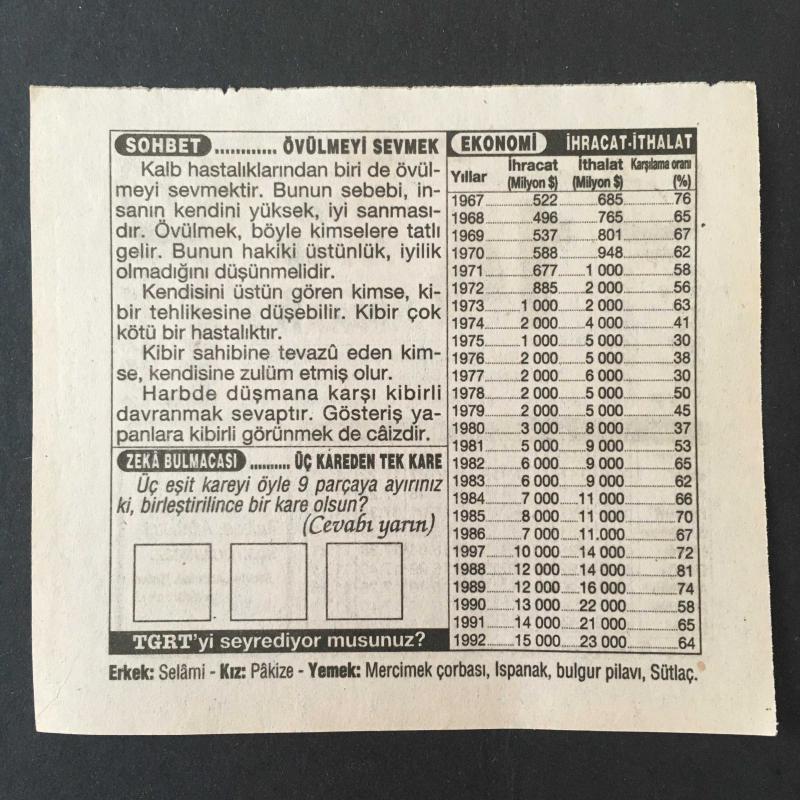 SOHBET ............ ÖVÜLMEYİ SEVMEK
Kalb hastalıklarından biri de övül-
meyi sevmektir. Bunun sebebi, in-
sanın kendini yüksek, iyi sanması-
dır. Övülmek, böyle kimselere tatlı
gelir. Bunun hakiki üstünlük, iyilik
olmadığını düşünmelidir.
Kendisini üstün gören kimse, ki-
bir tehlikesine düşebilir. Kibir çok
kötü bir hastalıktır.
Kibir sahibine tevazû eden kim-
se, kendisine zulüm etmiş olur.
Harbde düşmana karşı kibirli
davranmak sevaptır. Gösteriş ya-
panlara kibirli görünmek de câizdir.
ZEKÂ BULMACASI .......... ÜÇ KAREDEN TEK KARE
Üç eşit kareyi öyle 9 parçaya ayırınız
ki, birleştirilince bir kare olsun?
(Cevabı yarın)
TGRT'yi seyrediyor musunuz?
EKONOMİ İHRACAT-İTHALAT
Yıllar İhracat (Milyon $) İthalat (Milyon $) Karşılama oranı (%)
1967 522 685 76
1968 496 765 65
1969 537 801 67
1970 588 948 62
1971 677 1 000 58
1972 885 2 000 56
1973 1 000 2 000 63
1974 2 000 4 000 41
1975 1 000 5 000 30
1976 2 000 5 000 38
1977 2 000 6 000 30
1978 2 000 5 000 50
1979 2 000 5 000 45
1980 3 000 8 000 37
1981 5 000 9 000 53
1982 6 000 9 000 65
1983 6 000 9 000 62
1984 7 000 11 000 66
1985 8 000 11 000 70
1986 7 000 11.000 67
1997 10 000 14 000 72
1988 12 000 14 000 81
1989 12 000 16 000 74
1990 13 000 22 000 58
1991 14 000 21 000 65
1992 15 000 23 000 64
Erkek: Selâmi - Kız: Pâkize - Yemek: Mercimek çorbası, Ispanak, bulgur pilavı, Sütlaç.